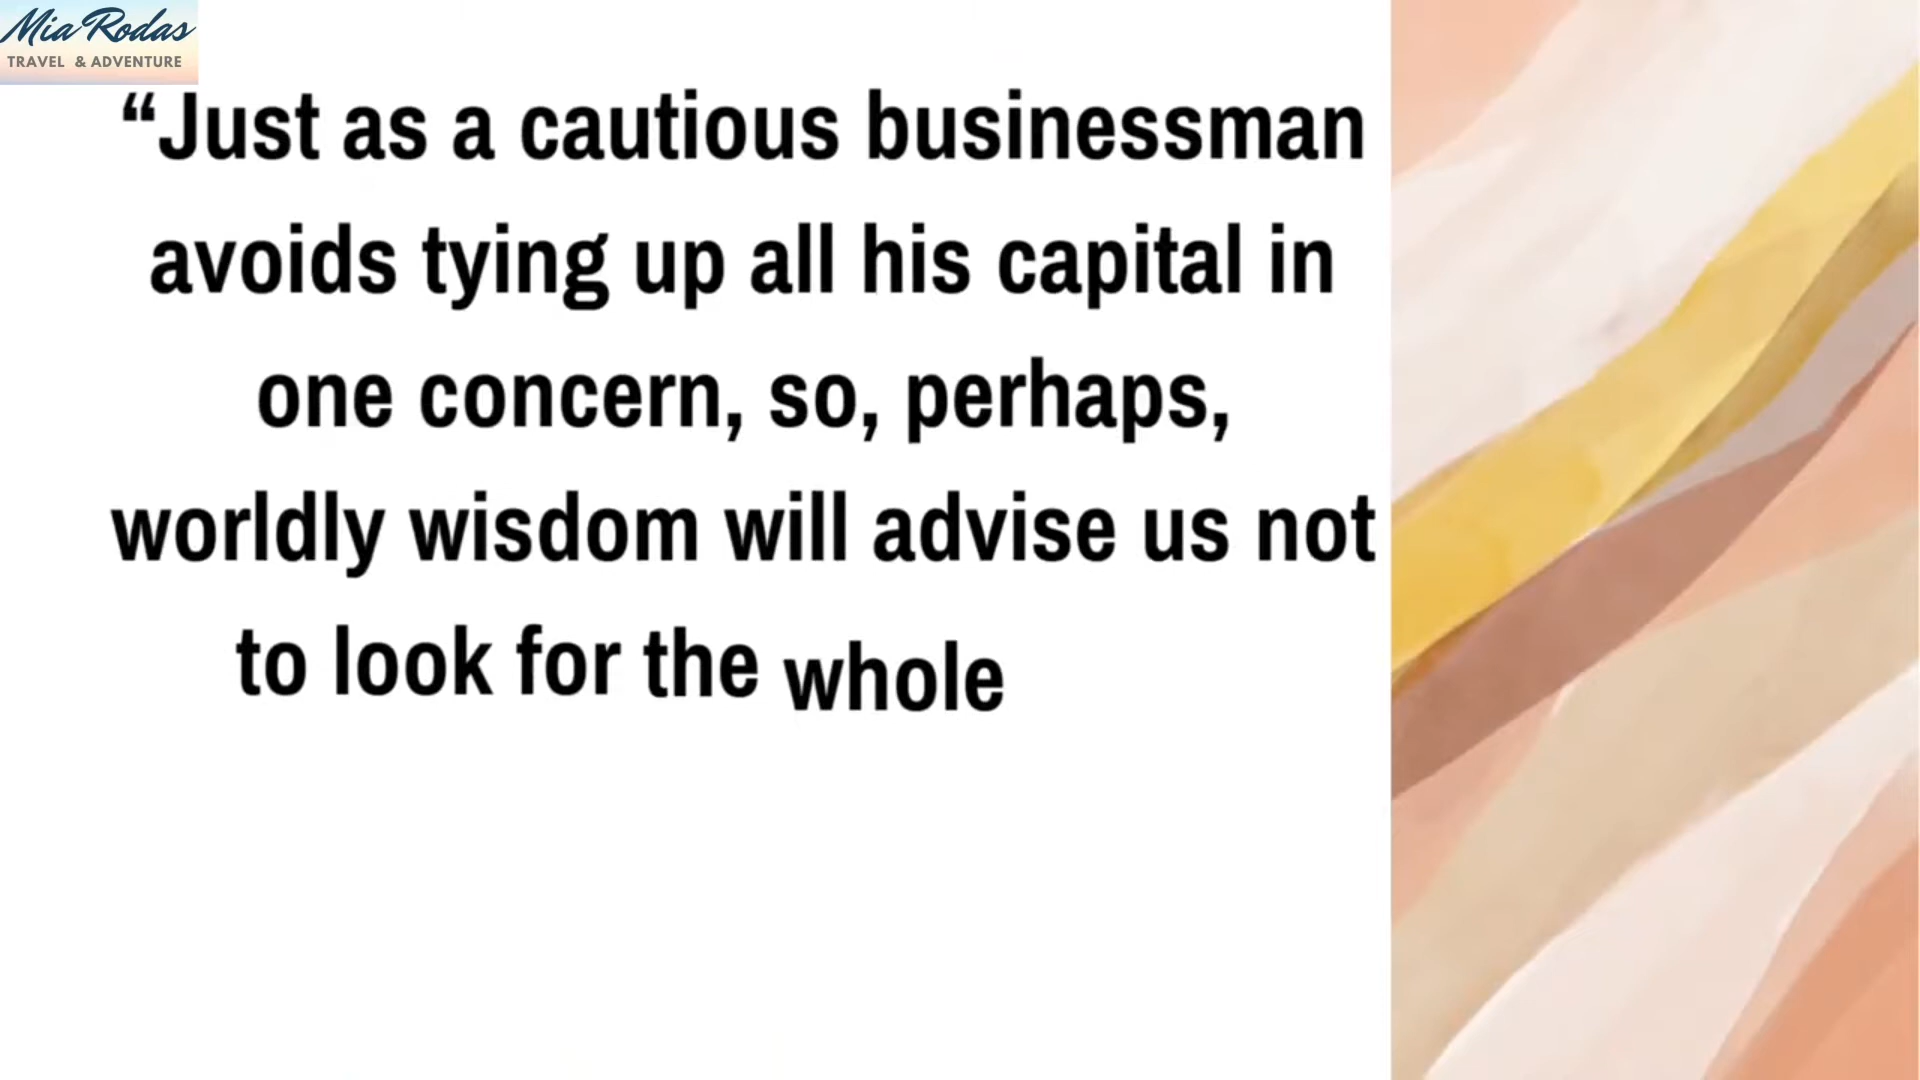 Mia Rodas
TRAVEL & ADVENTURE
“Just as a cautious businessman
avoids tying up all his capital in
one concern, so, perhaps,
worldly wisdom will advise us not
to look for the whole